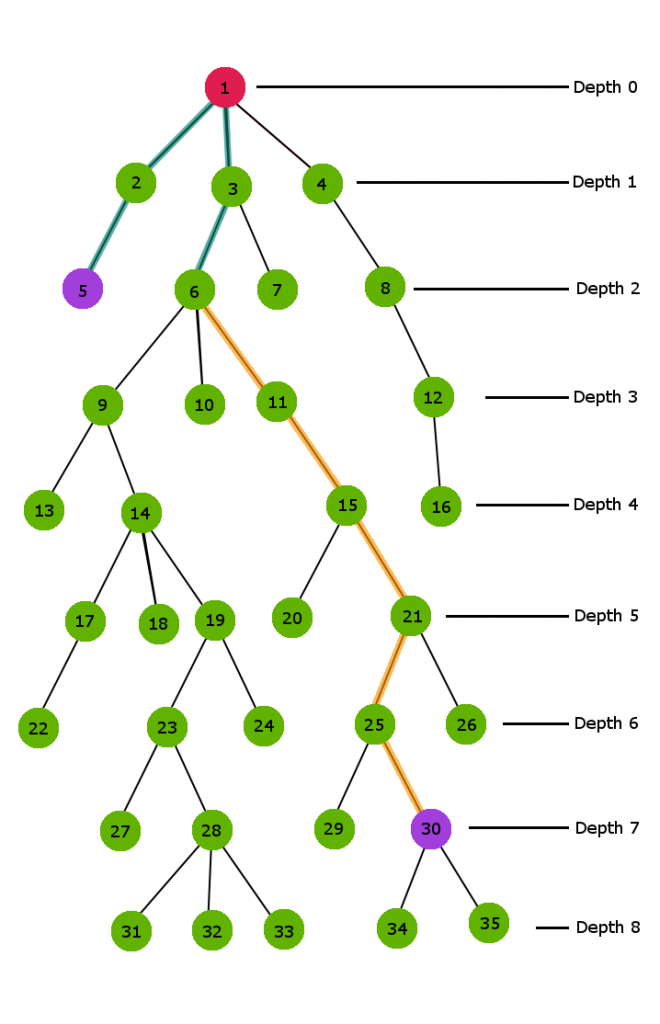 1 Depth 0
2 3 4 Depth 1
5 6 7 8 Depth 2
9 10 11 12 Depth 3
13 14 15 16 Depth 4
17 18 19 20 21 Depth 5
22 23 24 25 26 Depth 6
27 28 29 30 Depth 7
31 32 33 34 35 Depth 8